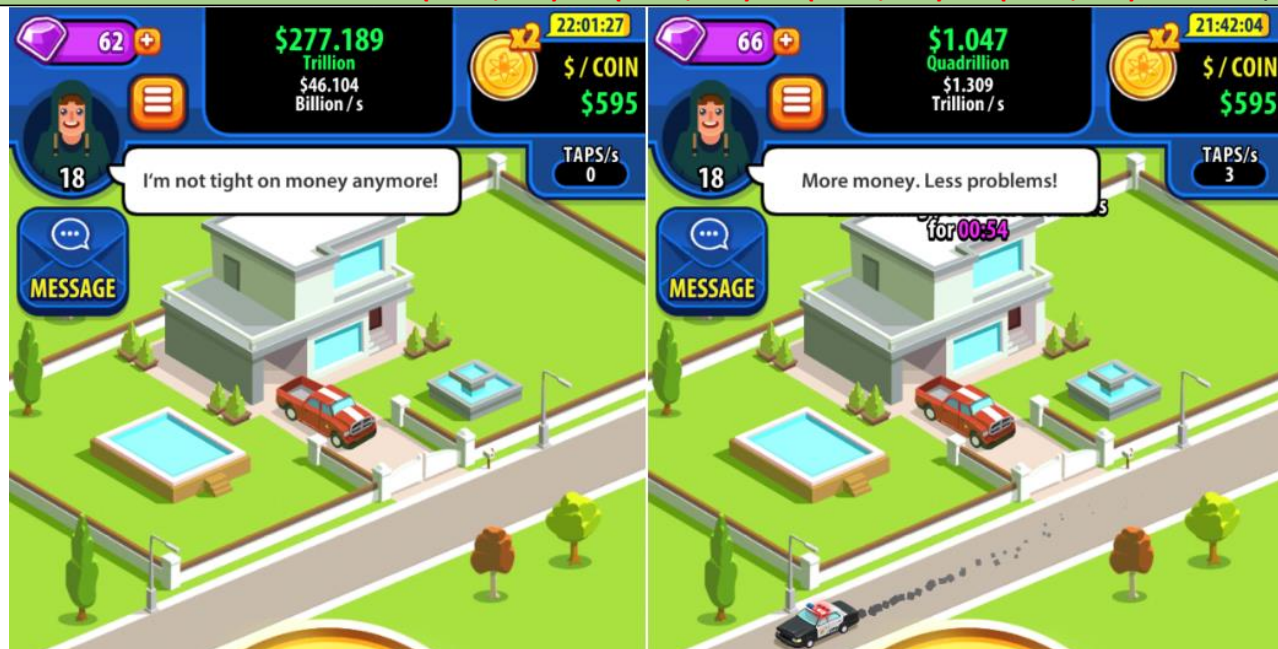 62
$277.189
Trillion
$46.104
Billion / s
x2
22:01:27
$ / COIN
$595
TAPS/s
0
18
I'm not tight on money anymore!
MESSAGE
66
$1.047
Quadrillion
$1.309
Trillion / s
x2
21:42:04
$ / COIN
$595
TAPS/s
3
18
More money. Less problems!
for 00:54
MESSAGE